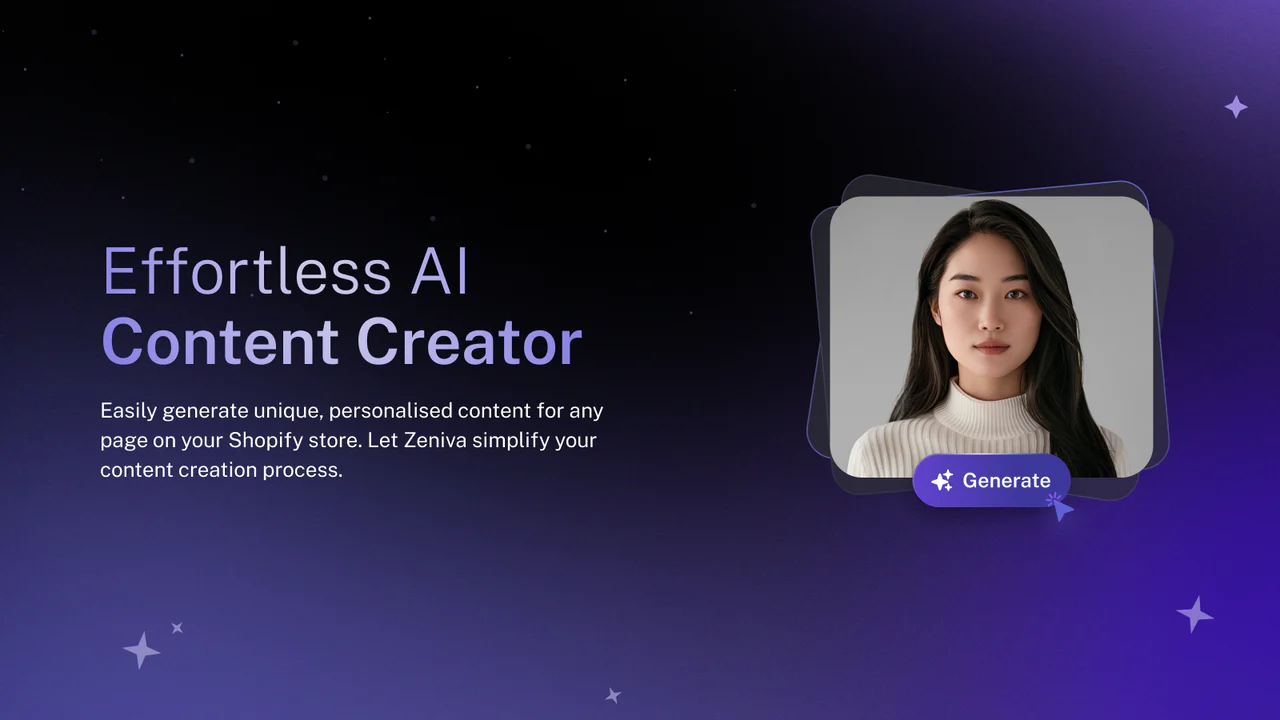 Effortless AI
Content Creator
Easily generate unique, personalised content for any
page on your Shopify store. Let Zeniva simplify your
content creation process.
Generate